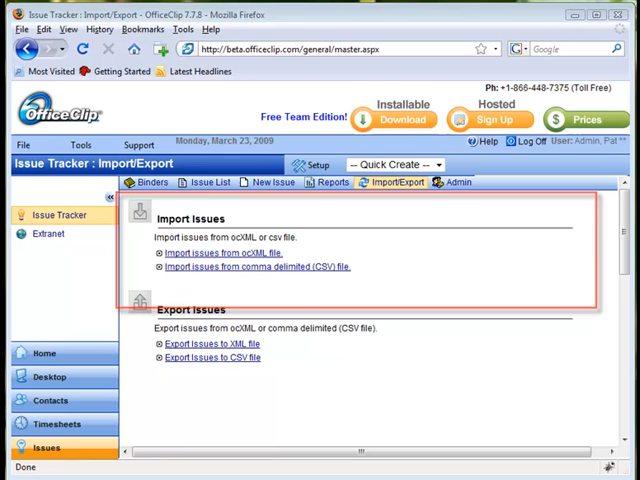 Issue Tracker : Import/Export - OfficeClip 7.7.8 - Mozilla Firefox
File Edit View History Bookmarks Tools Help
http://beta.officeclip.com/general/master.aspx
Google
Most Visited Getting Started Latest Headlines
Ph: +1-866-448-7375 (Toll Free)
OfficeClip
Free Team Edition!
Installable
Download
Hosted
Sign Up
$ Prices
File Tools Support Monday, March 23, 2009 Help Log Off User: Admin, Pat **
Issue Tracker : Import/Export Setup -- Quick Create --
Binders Issue List New Issue Reports Import/Export Admin
Issue Tracker
Extranet
Import Issues
Import issues from ocXML or csv file.
Import issues from ocXML file.
Import issues from comma delimited (CSV) file.
Export Issues
Export issues from ocXML or comma delimited (CSV file).
Export Issues to XML file
Export Issues to CSV file
Home
Desktop
Contacts
Timesheets
Issues
Done